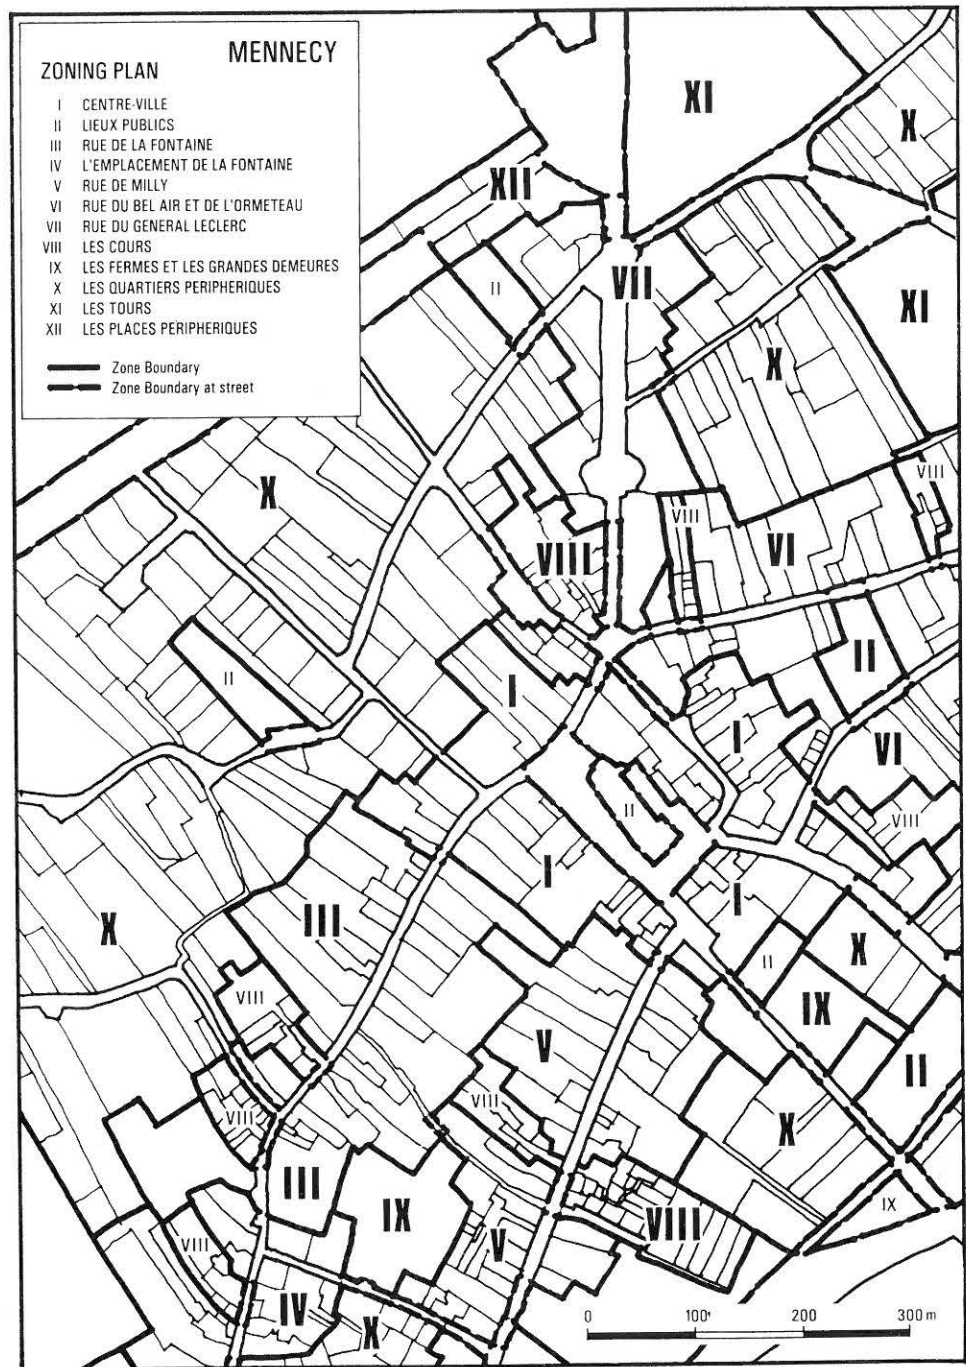 MENNECY
ZONING PLAN
I CENTRE-VILLE
II LIEUX PUBLICS
III RUE DE LA FONTAINE
IV L'EMPLACEMENT DE LA FONTAINE
V RUE DE MILLY
VI RUE DU BEL AIR ET DE L'ORMETEAU
VII RUE DU GENERAL LECLERC
VIII LES COURS
IX LES FERMES ET LES GRANDES DEMEURES
X LES QUARTIERS PERIPHERIQUES
XI LES TOURS
XII LES PLACES PERIPHERIQUES
Zone Boundary
Zone Boundary at street
XI
X
XII
VII
II
XI
X
VIII
X
VIII
VIII
VI
II
II
I
I
VI
II
VIII
I
I
X
III
X
II
IX
VIII
V
II
VIII
VIII
X
III
IX
VIII
IX
VIII
V
IV
X
0 100 200 300 m